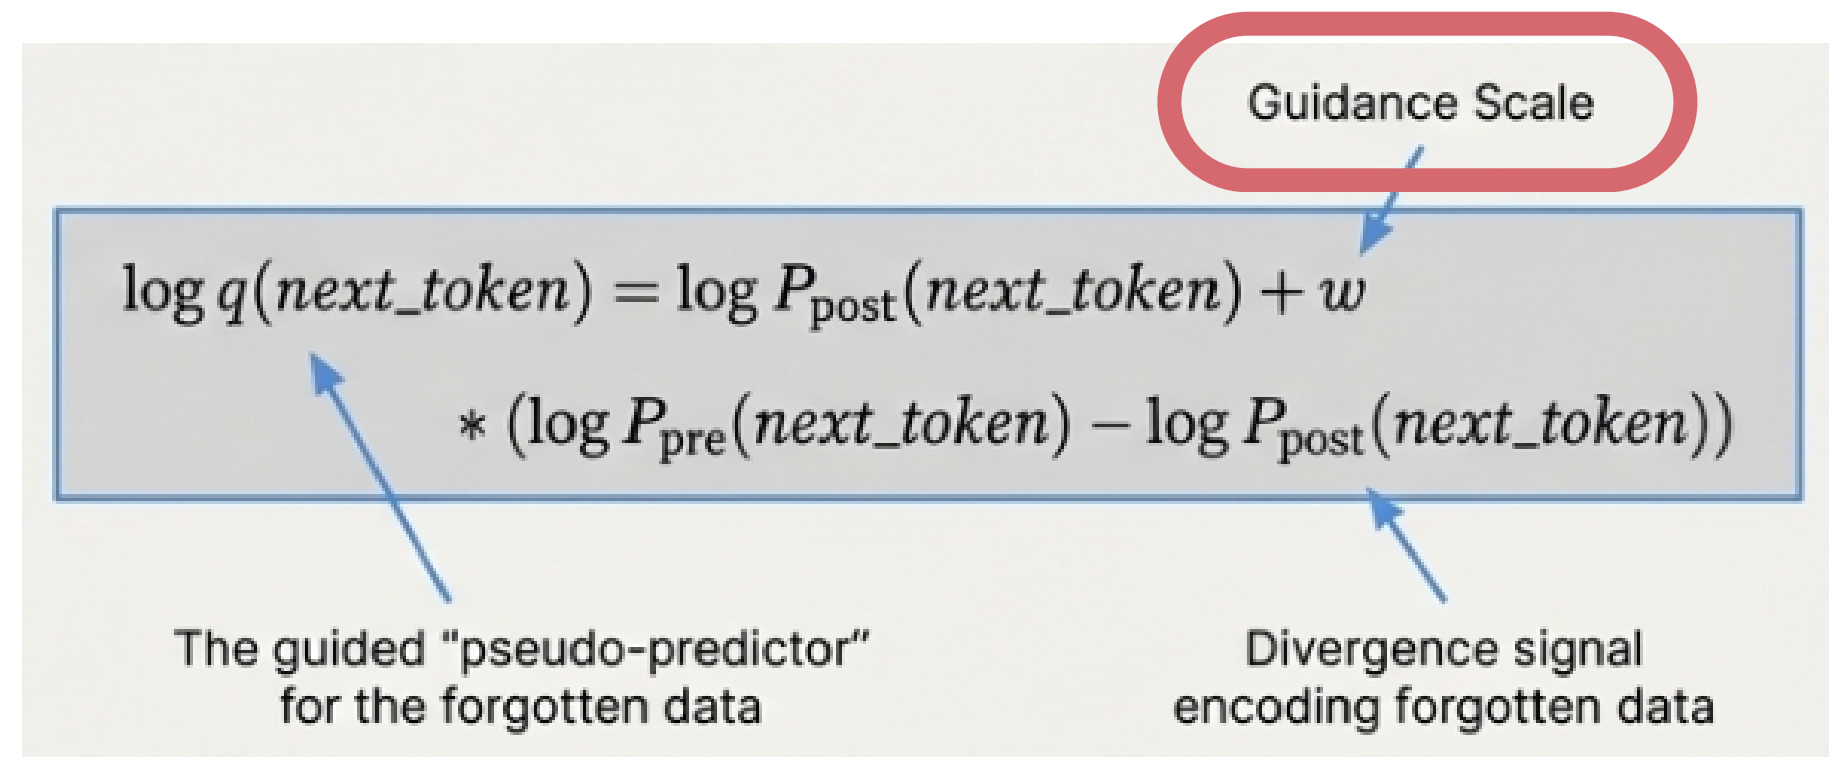 Guidance Scale
log q(next_token) = log P_post(next_token) + w
* (log P_pre(next_token) − log P_post(next_token))
The guided “pseudo-predictor”
for the forgotten data
Divergence signal
encoding forgotten data